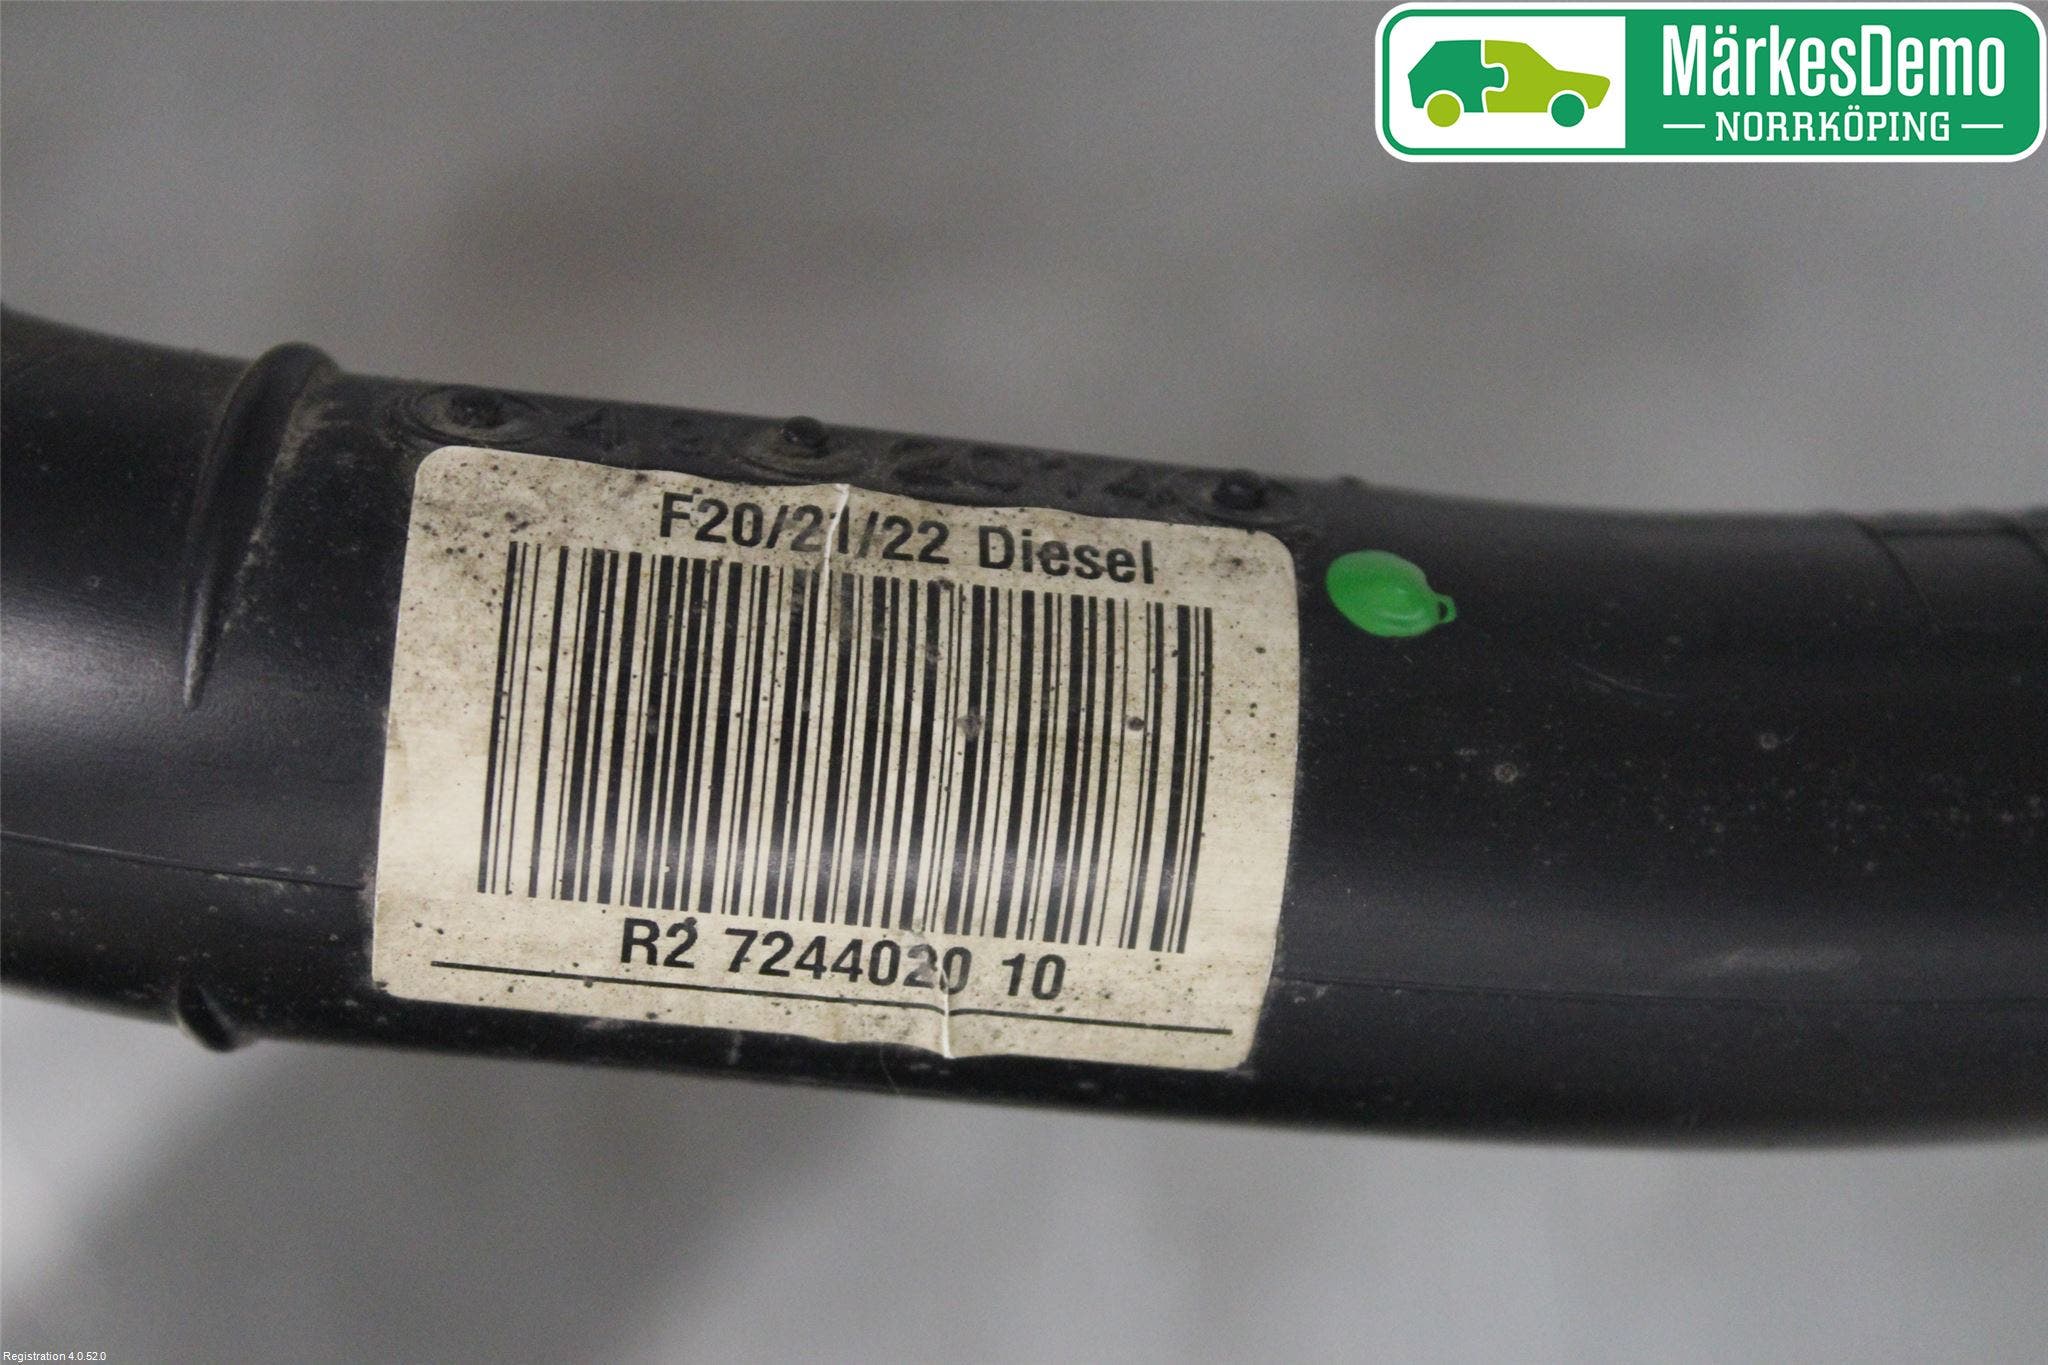 MärkesDemo
NORRKÖPING
F20/21/22 Diesel
R2 7244020 10
Registration 4.0.52.0